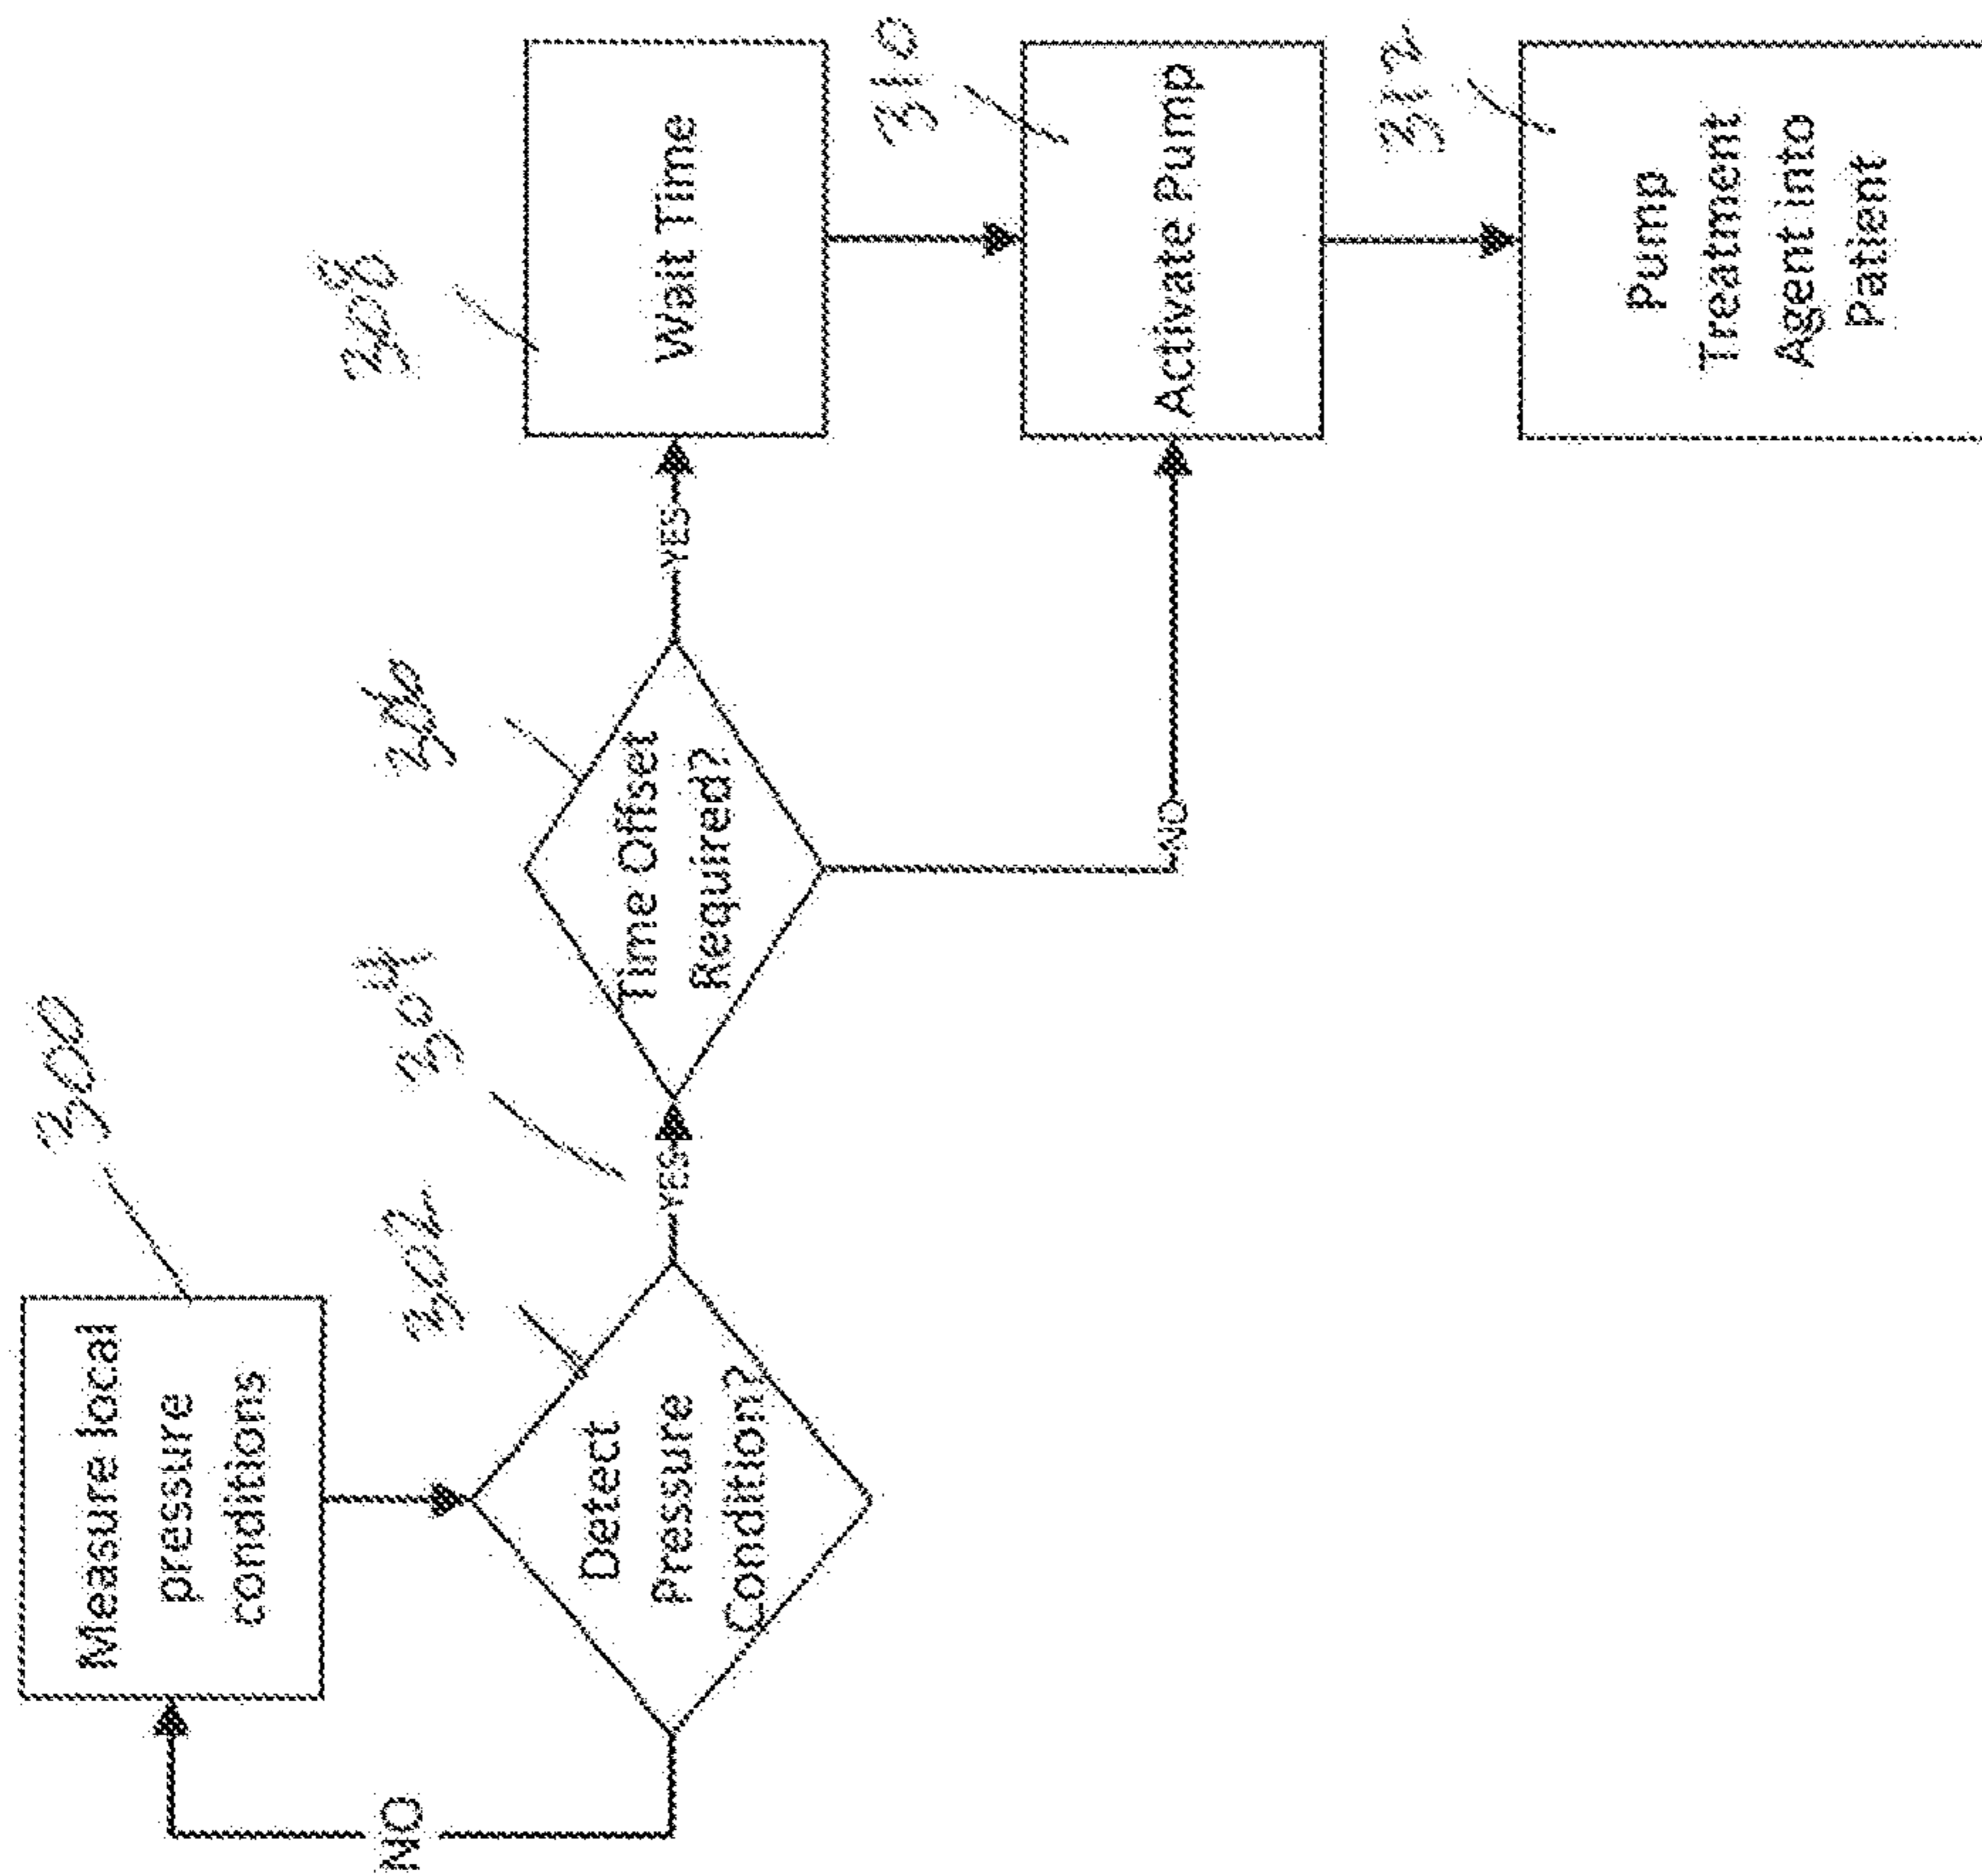 300
Measure local
pressure
conditions
NO
302
Detect
Pressure
Condition?
304
YES
306
Time Offset
Required?
YES
NO
308
Wait Time
310
Activate Pump
312
Pump
Treatment
Agent into
Patient